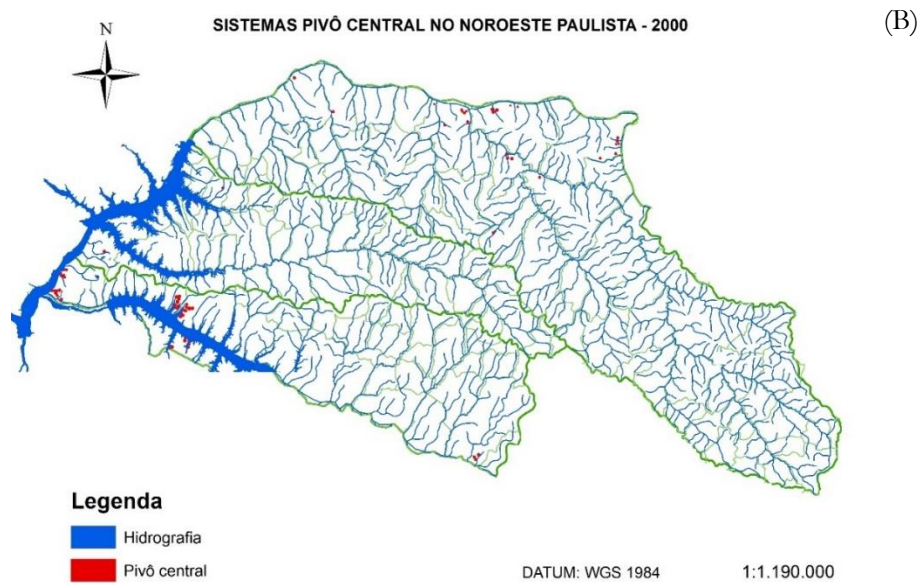 SISTEMAS PIVÔ CENTRAL NO NOROESTE PAULISTA - 2000
(B)
N
Legenda
Hidrografia
Pivô central
DATUM: WGS 1984
1:1.190.000